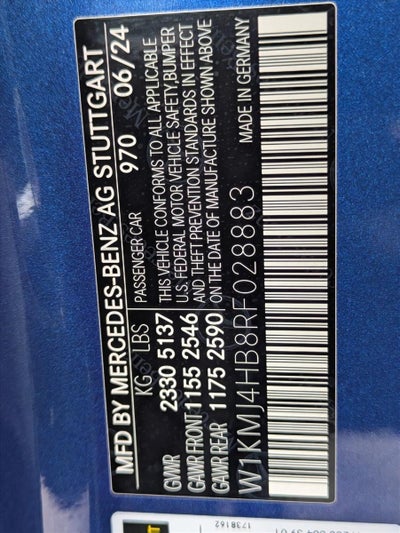 MFD BY MERCEDES-BENZ AG STUTTGART
970 06/24
KG LBS PASSENGER CAR
GVWR 2330 5137
GAWR FRONT 1155 2546
GAWR REAR 1175 2590
THIS VEHICLE CONFORMS TO ALL APPLICABLE
U.S. FEDERAL MOTOR VEHICLE SAFETY,BUMPER
AND THEFT PREVENTION STANDARDS IN EFFECT
ON THE DATE OF MANUFACTURE SHOWN ABOVE
W1KMJ4HB8RF028883 MADE IN GERMANY
1738162